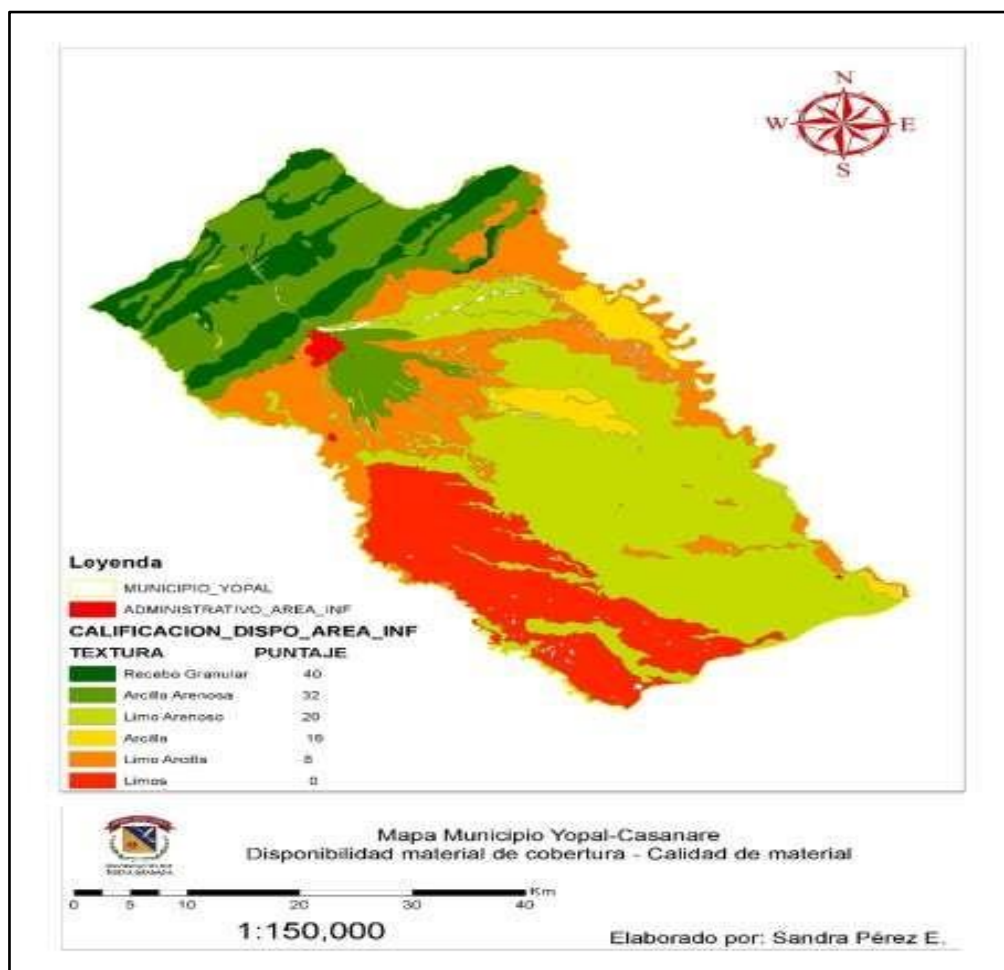 N
W E
S
Leyenda
MUNICIPIO_YOPAL
ADMINISTRATIVO_AREA_INF
CALIFICACION_DISPO_AREA_INF
TEXTURA PUNTAJE
Recebo Granular 40
Arcilla Arenosa 32
Limo Arenoso 20
Arcilla 16
Limo Arcilla 8
Limos 0
Mapa Municipio Yopal-Casanare
Disponibilidad material de cobertura - Calidad de material
Km
0 5 10 20 30 40
1:150,000
Elaborado por: Sandra Pérez E.